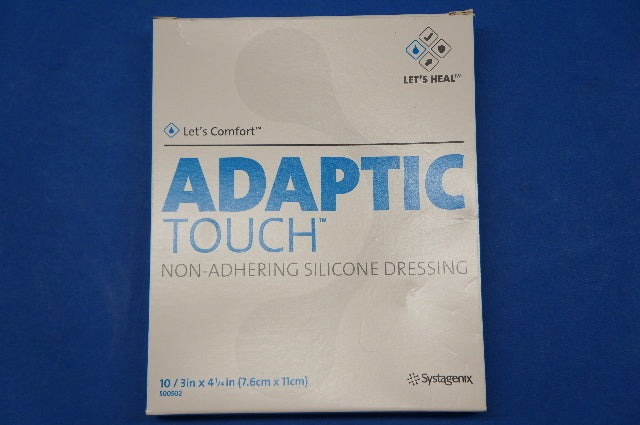 LET'S HEAL™
Let's Comfort™
ADAPTIC
TOUCH™
NON-ADHERING SILICONE DRESSING
10 / 3in x 4¼in (7.6cm x 11cm)
500502
Systagenix